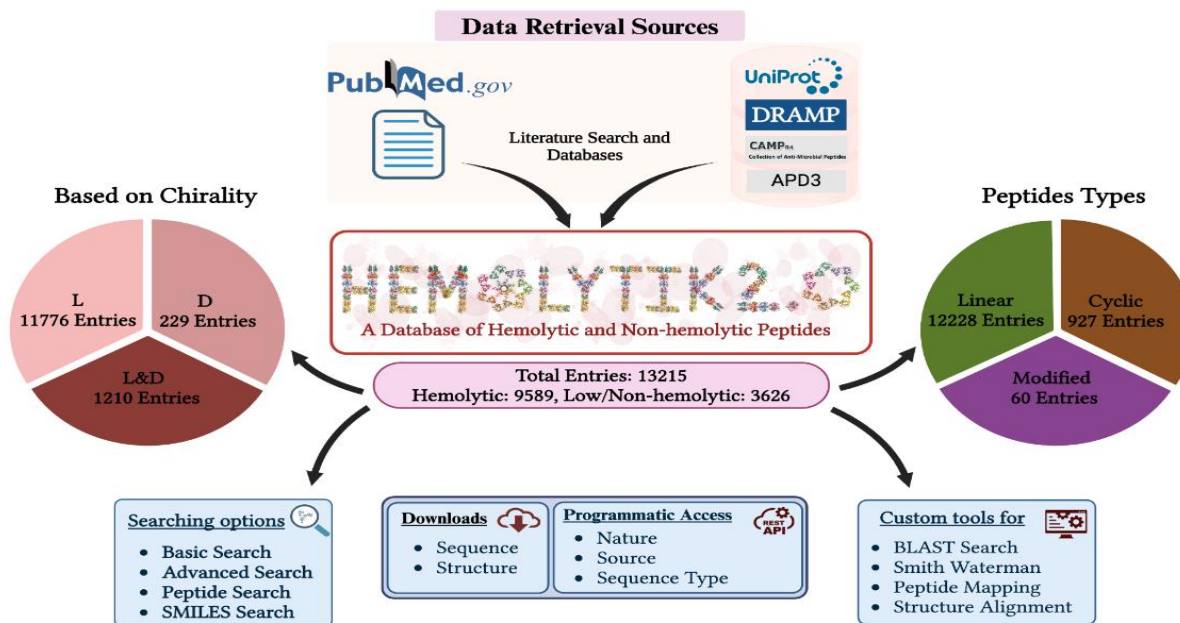 Data Retrieval Sources
PubMed.gov
UniProt
DRAMP
CAMPR4
Collection of Anti-Microbial Peptides
APD3
Literature Search and
Databases
Based on Chirality
L
11776 Entries
D
229 Entries
L&D
1210 Entries
HEMOLYTIK2.0
A Database of Hemolytic and Non-hemolytic Peptides
Total Entries: 13215
Hemolytic: 9589, Low/Non-hemolytic: 3626
Peptides Types
Linear
12228 Entries
Cyclic
927 Entries
Modified
60 Entries
Searching options
• Basic Search
• Advanced Search
• Peptide Search
• SMILES Search
Downloads
• Sequence
• Structure
Programmatic Access
REST
API
• Nature
• Source
• Sequence Type
Custom tools for
• BLAST Search
• Smith Waterman
• Peptide Mapping
• Structure Alignment